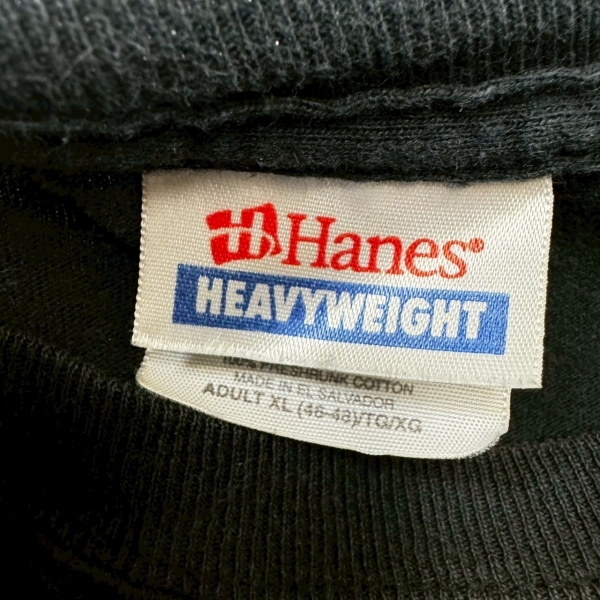 Hanes®
HEAVYWEIGHT
100% PRESHRUNK COTTON
MADE IN EL SALVADOR
ADULT XL (46-48)/TG/XG